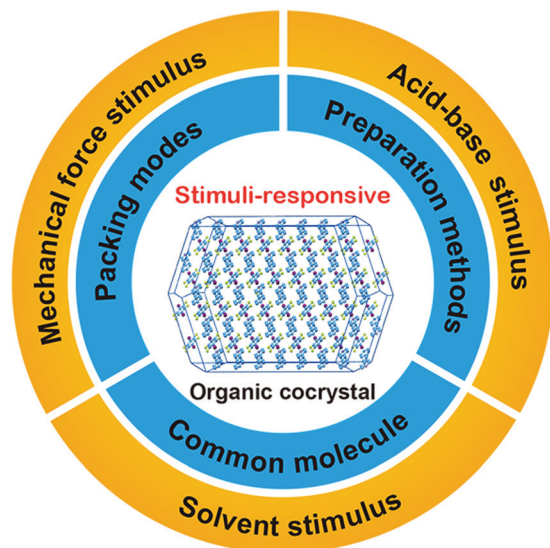 Mechanical force stimulus
Acid-base stimulus
Packing modes
Preparation methods
Stimuli-responsive
Organic cocrystal
Common molecule
Solvent stimulus